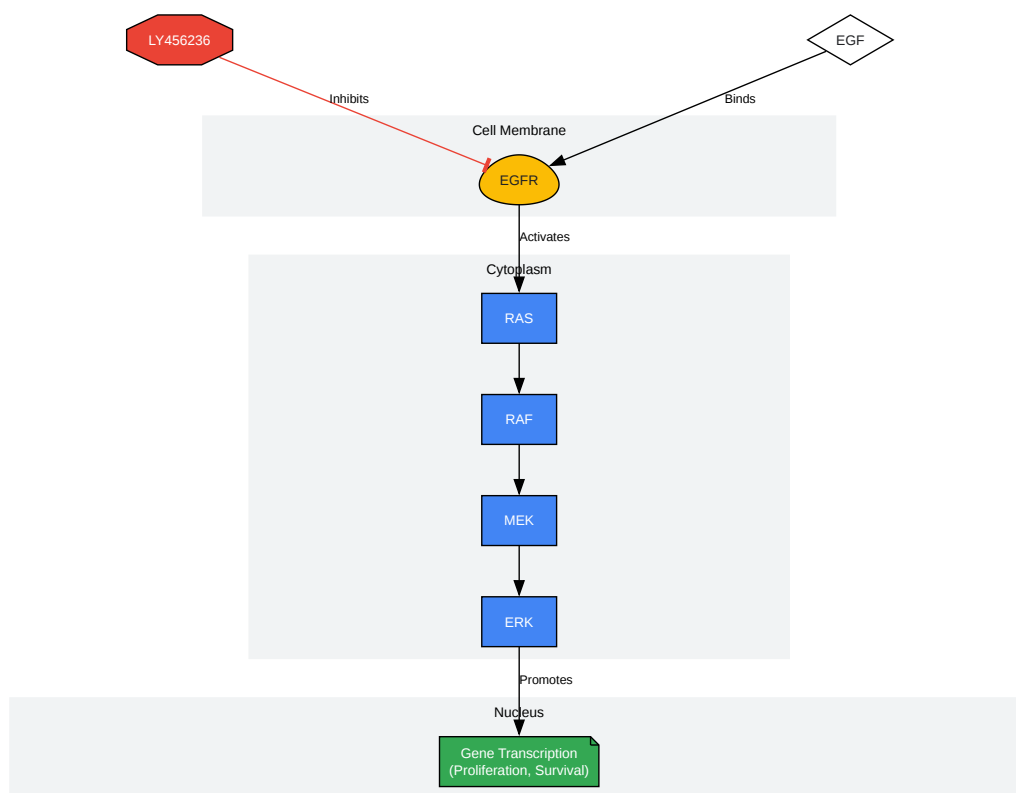 LY456236
EGF
Inhibits
Binds
Cell Membrane
EGFR
Activates
Cytoplasm
RAS
RAF
MEK
ERK
Promotes
Nucleus
Gene Transcription
(Proliferation, Survival)